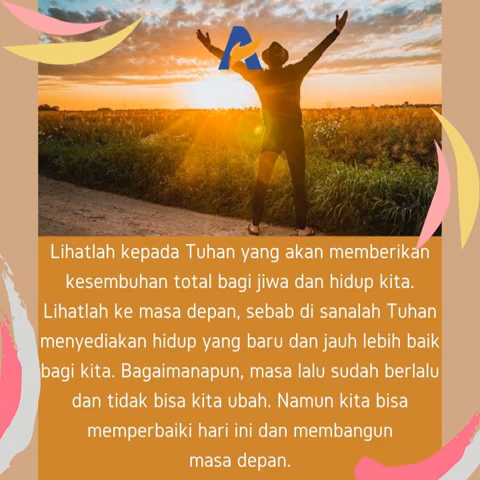 Lihatlah kepada Tuhan yang akan memberikan
kesembuhan total bagi jiwa dan hidup kita.
Lihatlah ke masa depan, sebab di sanalah Tuhan
menyediakan hidup yang baru dan jauh lebih baik
bagi kita. Bagaimanapun, masa lalu sudah berlalu
dan tidak bisa kita ubah. Namun kita bisa
memperbaiki hari ini dan membangun
masa depan.